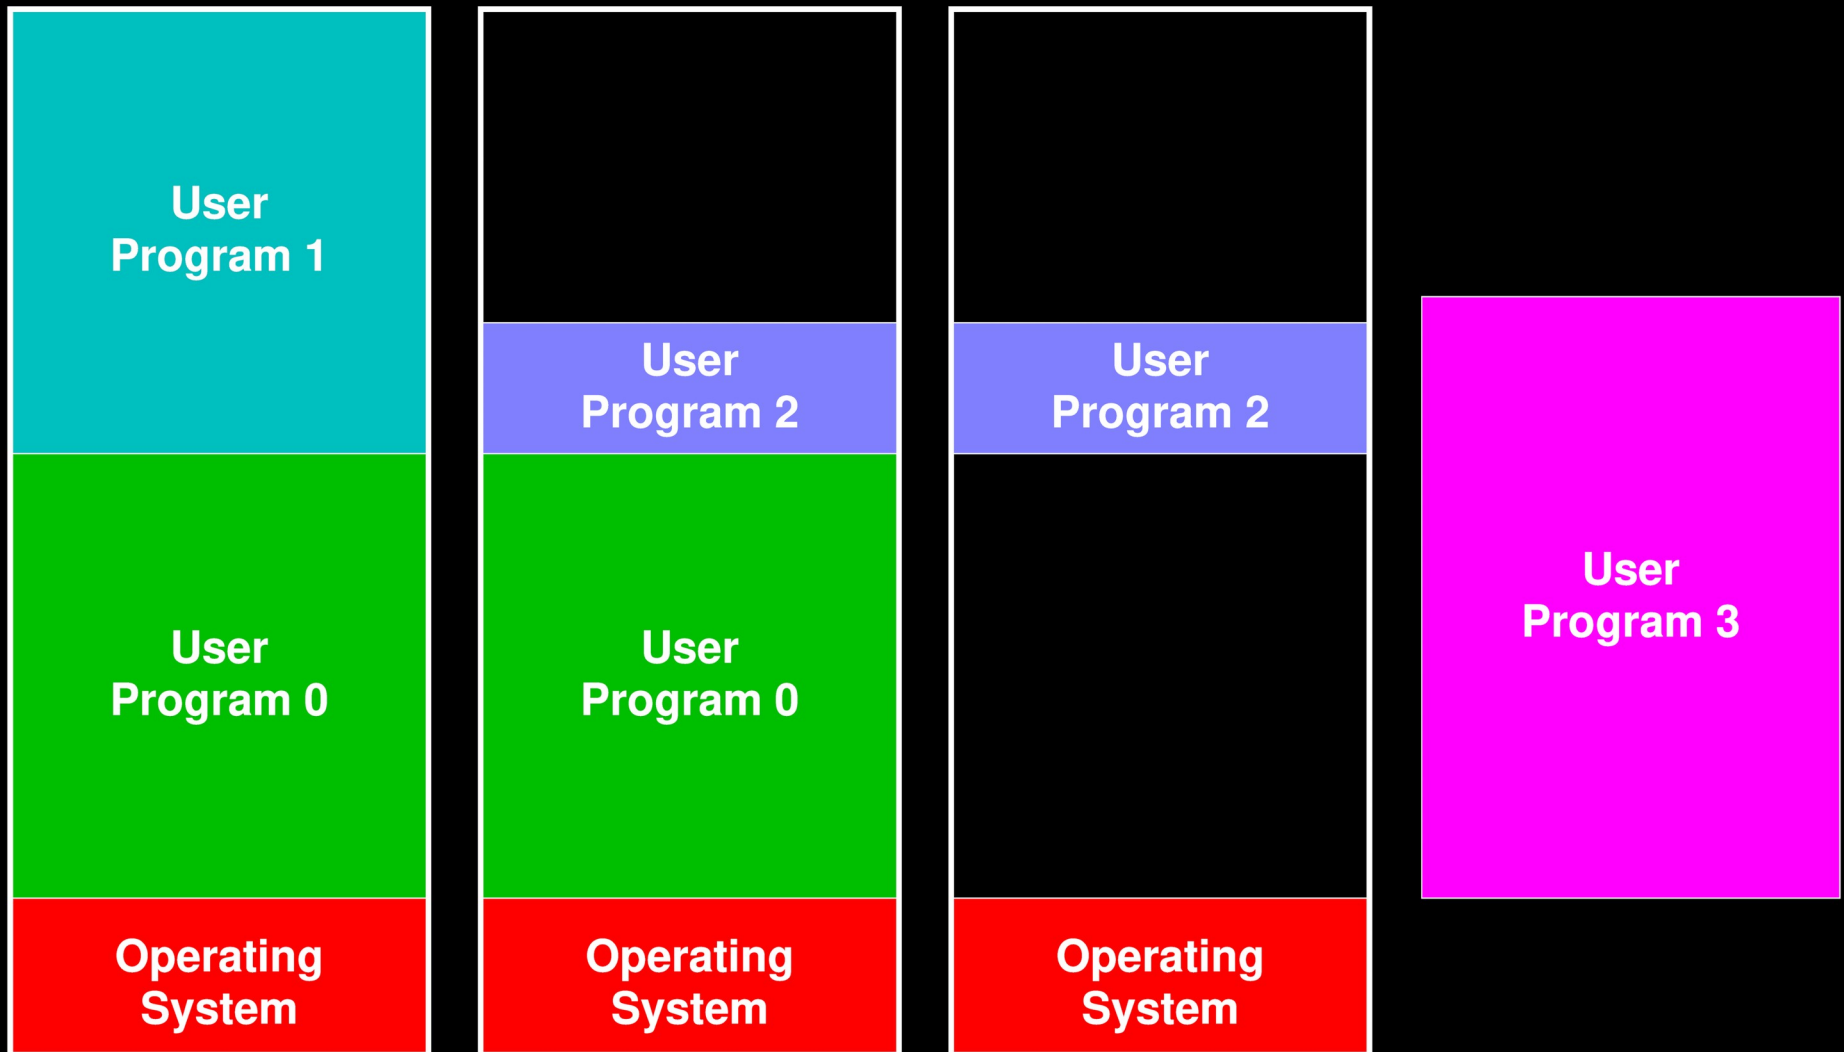 User
Program 1
User
Program 0
Operating
System
User
Program 2
User
Program 0
Operating
System
User
Program 2
Operating
System
User
Program 3